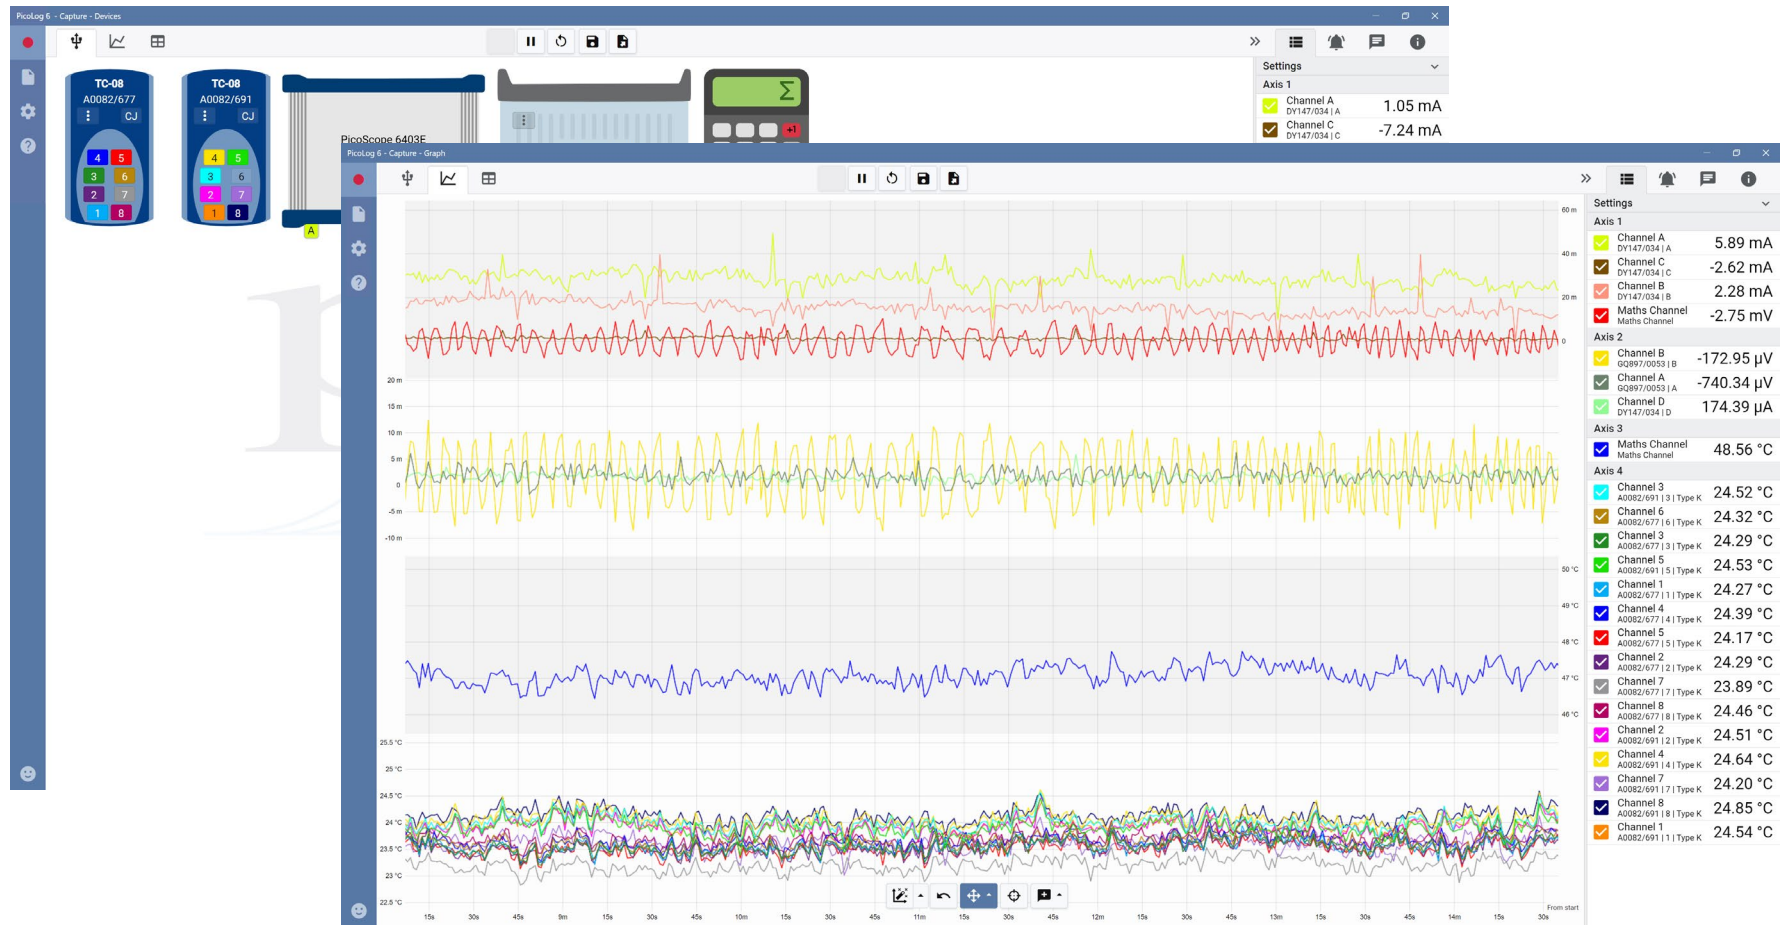 PicoLog 6 - Capture - Devices
TC-08
A0082/677
CJ
4 5
3 6
2 7
1 8
TC-08
A0082/691
CJ
4 5
3 6
2 7
1 8
PicoScope 6403E
A
Σ
+1
Settings
Axis 1
Channel A
DY147/034 | A
1.05 mA
Channel C
DY147/034 | C
-7.24 mA
PicoLog 6 - Capture - Graph
60 m
40 m
20 m
0
20 m
15 m
10 m
5 m
0
-5 m
-10 m
50 °C
49 °C
48 °C
47 °C
46 °C
25.5 °C
25 °C
24.5 °C
24 °C
23.5 °C
23 °C
22.5 °C
15s 30s 45s 9m 15s 30s 45s 10m 15s 30s 45s 11m 15s 30s 45s 12m 15s 30s 45s 13m 15s 30s 45s 14m 15s 30s
From start
Settings
Axis 1
Channel A
DY147/034 | A
5.89 mA
Channel C
DY147/034 | C
-2.62 mA
Channel B
DY147/034 | B
2.28 mA
Maths Channel
Maths Channel
-2.75 mV
Axis 2
Channel B
GQ897/0053 | B
-172.95 µV
Channel A
GQ897/0053 | A
-740.34 µV
Channel D
DY147/034 | D
174.39 µA
Axis 3
Maths Channel
Maths Channel
48.56 °C
Axis 4
Channel 3
A0082/691 | 3 | Type K
24.52 °C
Channel 6
A0082/677 | 6 | Type K
24.32 °C
Channel 3
A0082/677 | 3 | Type K
24.29 °C
Channel 5
A0082/691 | 5 | Type K
24.53 °C
Channel 1
A0082/677 | 1 | Type K
24.27 °C
Channel 4
A0082/677 | 4 | Type K
24.39 °C
Channel 5
A0082/677 | 5 | Type K
24.17 °C
Channel 2
A0082/677 | 2 | Type K
24.29 °C
Channel 7
A0082/677 | 7 | Type K
23.89 °C
Channel 8
A0082/677 | 8 | Type K
24.46 °C
Channel 2
A0082/691 | 2 | Type K
24.51 °C
Channel 4
A0082/691 | 4 | Type K
24.64 °C
Channel 7
A0082/691 | 7 | Type K
24.20 °C
Channel 8
A0082/691 | 8 | Type K
24.85 °C
Channel 1
A0082/691 | 1 | Type K
24.54 °C